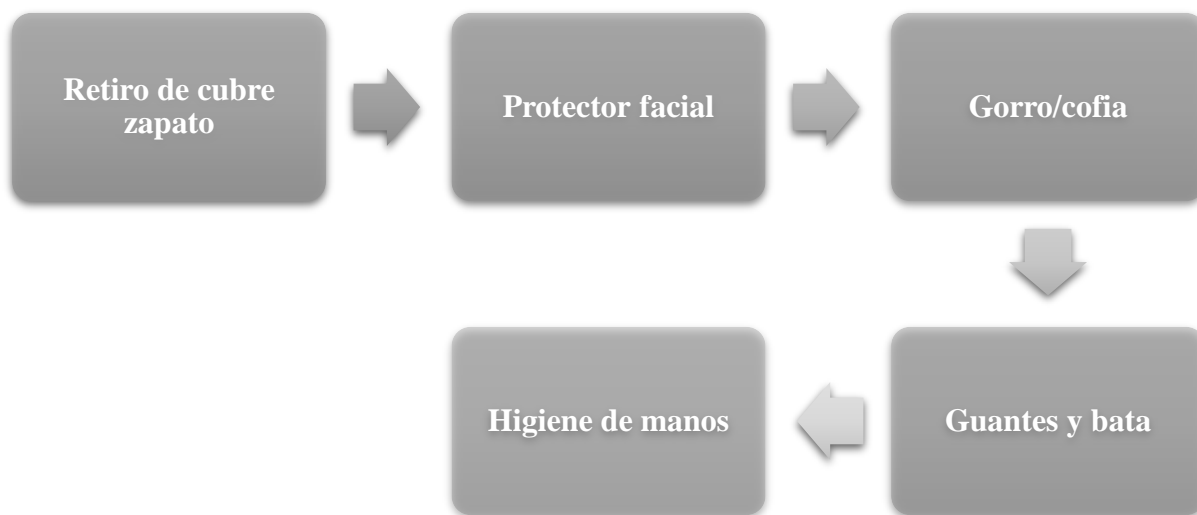 Retiro de cubre
zapato
Protector facial
Gorro/cofia
Guantes y bata
Higiene de manos